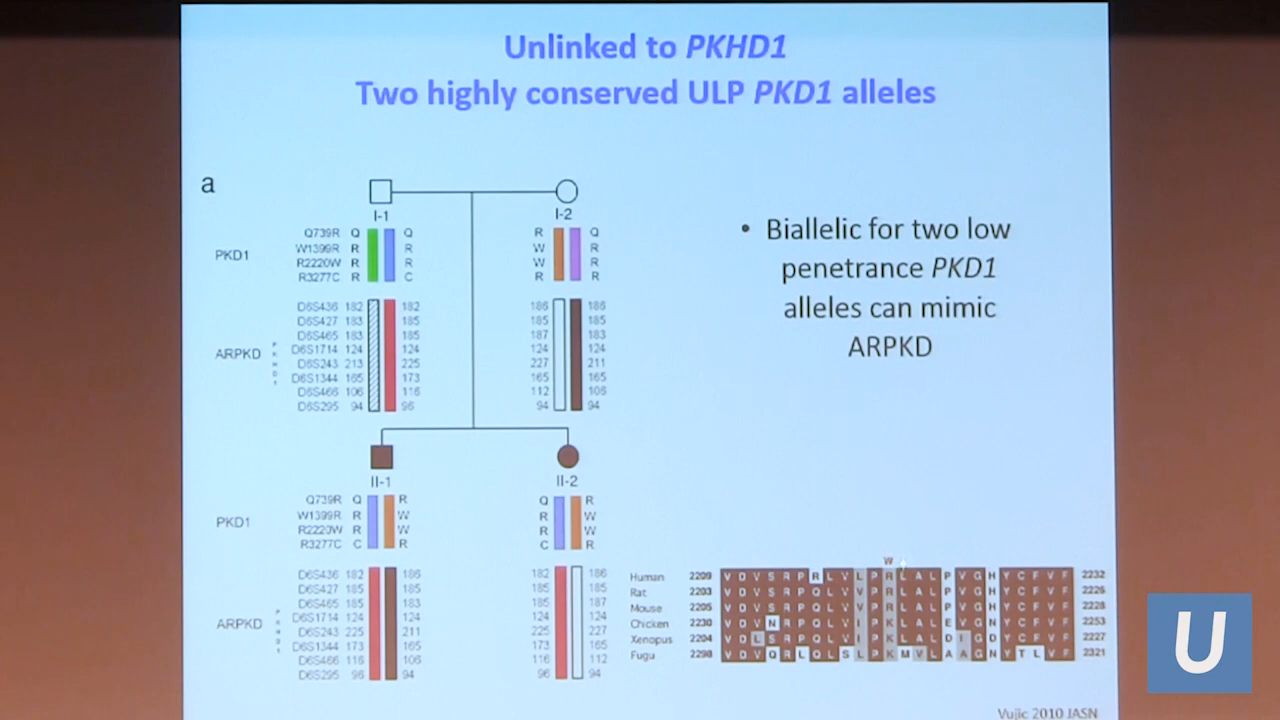 Unlinked to PKHD1
Two highly conserved ULP PKD1 alleles
a
I-1
I-2
PKD1
Q739R Q Q
W1399R R R
R2220W R R
R3277C R C
R Q
W R
W R
R R
ARPKD
PKHD1
D6S436 182 182
D6S427 183 185
D6S465 183 185
D6S1714 124 124
D6S243 213 225
D6S1344 165 173
D6S466 106 116
D6S295 94 96
186 186
185 185
187 183
124 124
227 211
165 165
112 106
94 94
• Biallelic for two low
penetrance PKD1
alleles can mimic
ARPKD
II-1
II-2
PKD1
Q739R Q R
W1399R R W
R2220W R W
R3277C C R
Q R
R W
R W
C R
ARPKD
PKHD1
D6S436 182 186
D6S427 185 185
D6S465 185 183
D6S1714 124 124
D6S243 225 211
D6S1344 173 165
D6S466 116 106
D6S295 96 94
182 186
185 185
185 187
124 124
225 227
173 165
116 112
96 94
W
Human 2209 V D V S R P R L V L P R L A L P V G H Y C F V F 2232
Rat 2203 V D V S R P Q L V V P R L A L P V G H Y C F V F 2226
Mouse 2205 V D V S R P Q L V V P R L A L P V G H Y C F V F 2228
Chicken 2230 V D V N R P Q L V I P K L A L E V G N Y C F V F 2253
Xenopus 2204 V D L S R P Q L V I P K L A L D I G D Y C F V F 2227
Fugu 2298 V D V Q R L Q L S L P K M V L A A G N Y T L V F 2321
Vujic 2010 JASN
U